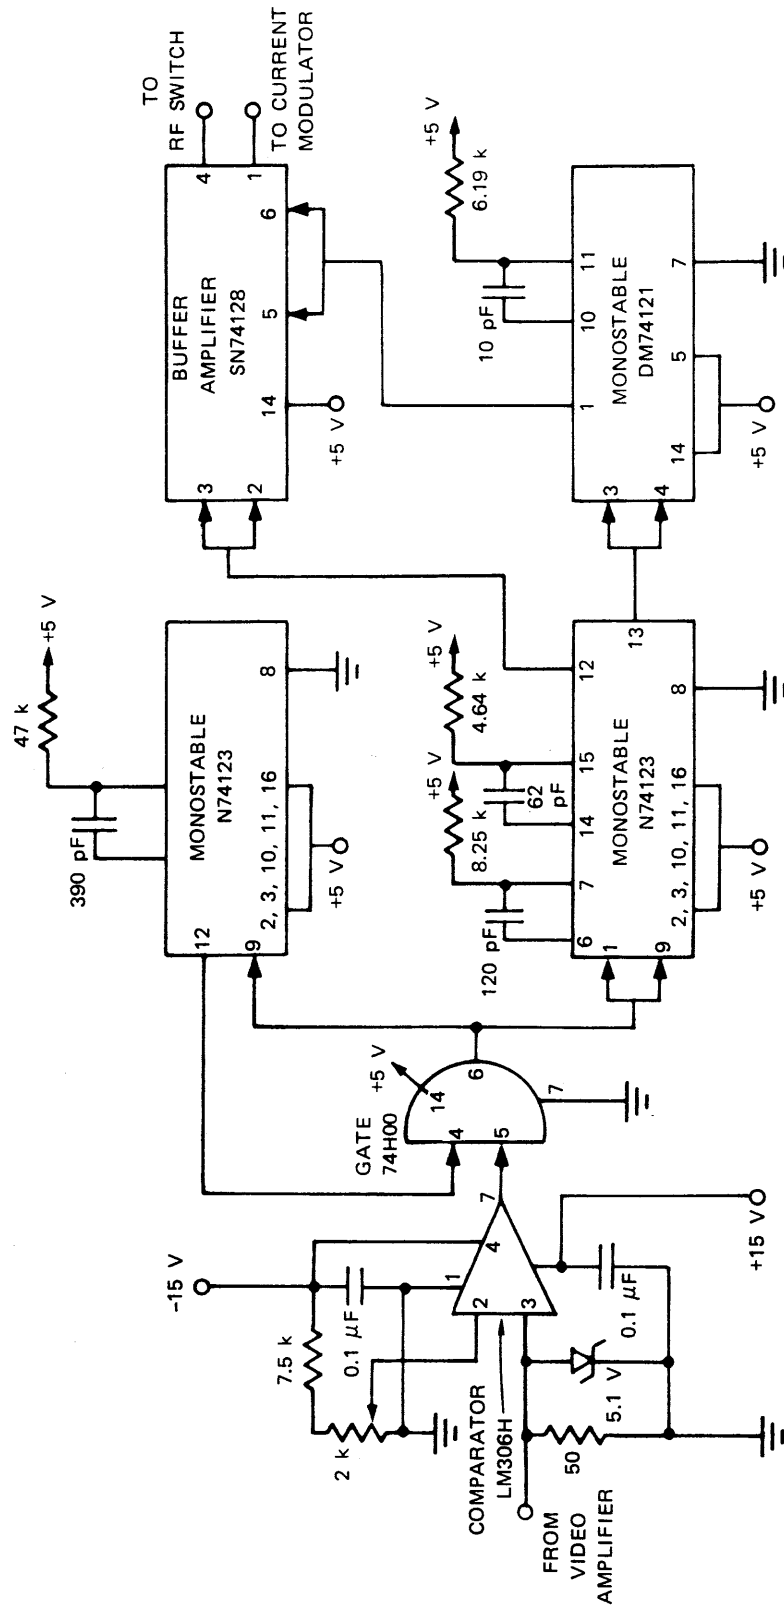 -15 V
7.5 k
2 k
0.1 µF
COMPARATOR
LM306H
1
2
3
4
7
FROM
VIDEO
AMPLIFIER
50
5.1 V
0.1 µF
+15 V
GATE
74H00
+5 V
14
4
5
6
7
47 k
+5 V
390 pF
12
9
MONOSTABLE
N74123
8
2, 3, 10, 11, 16
+5 V
+5 V
+5 V
8.25 k
4.64 k
120 pF
62
pF
6
7
14
15
12
1
9
MONOSTABLE
N74123
13
8
2, 3, 10, 11, 16
+5 V
TO
RF SWITCH
4
1
TO CURRENT
MODULATOR
BUFFER
AMPLIFIER
SN74128
3
2
14
5
6
+5 V
+5 V
6.19 k
10 pF
1
10
11
3
4
MONOSTABLE
DM74121
14
5
7
+5 V